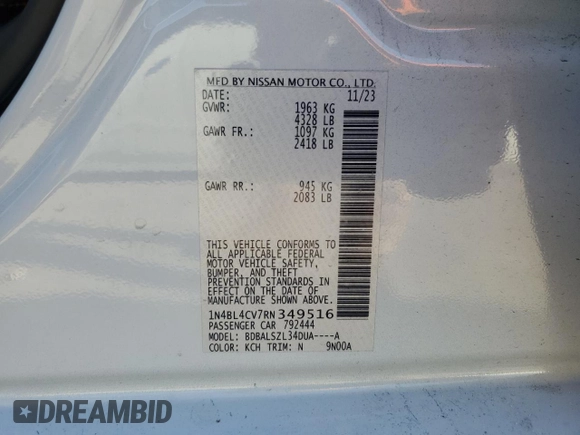 MFD BY NISSAN MOTOR CO., LTD.
DATE: 11/23
GVWR: 1963 KG
4328 LB
GAWR FR.: 1097 KG
2418 LB
GAWR RR.: 945 KG
2083 LB
THIS VEHICLE CONFORMS TO
ALL APPLICABLE FEDERAL
MOTOR VEHICLE SAFETY,
BUMPER, AND THEFT
PREVENTION STANDARDS IN
EFFECT ON THE DATE OF
MANUFACTURE SHOWN ABOVE.
1N4BL4CV7RN349516
PASSENGER CAR 792444
MODEL: BDBALSZL34DUA----A
COLOR: KCH TRIM: N 9N00A
DREAMBID